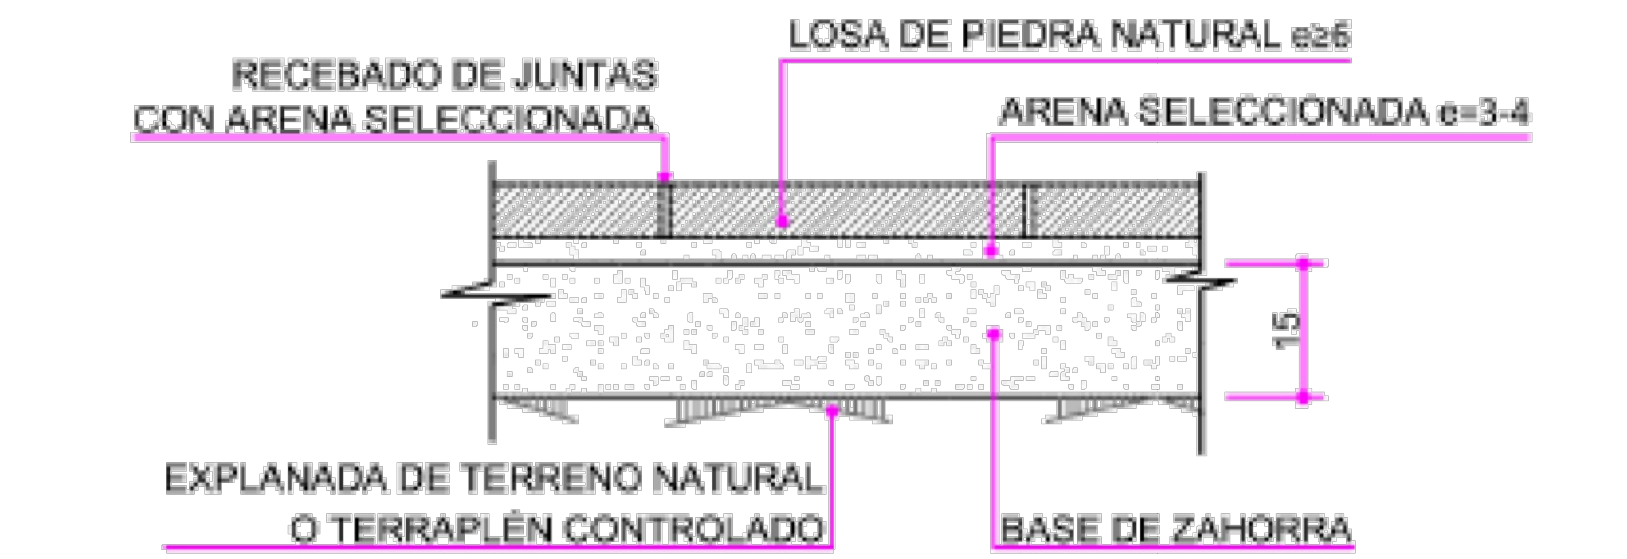 LOSA DE PIEDRA NATURAL e≥6
RECEBADO DE JUNTAS
CON ARENA SELECCIONADA
ARENA SELECCIONADA e=3-4
15
EXPLANADA DE TERRENO NATURAL
O TERRAPLÉN CONTROLADO
BASE DE ZAHORRA